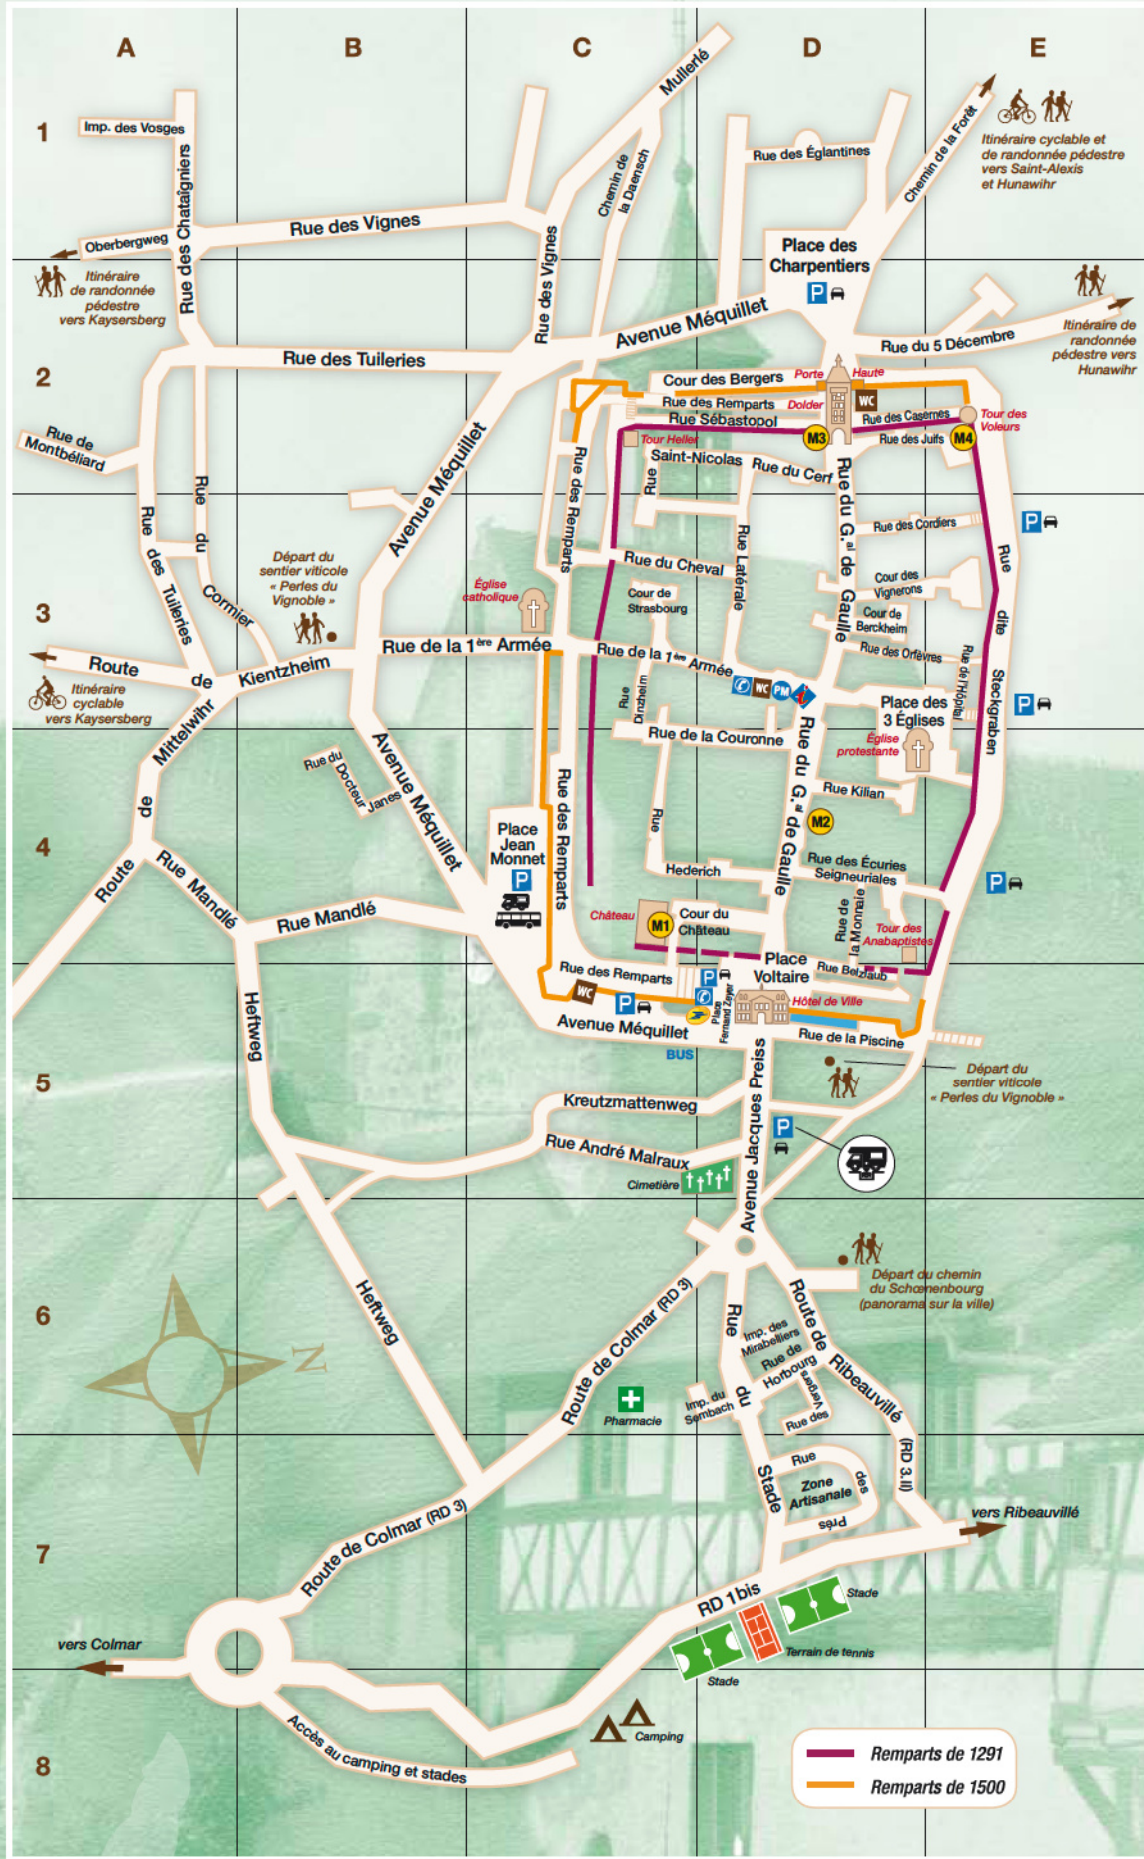 A
B
C
D
E
1
2
3
4
5
6
7
8
Mullerlé
Imp. des Vosges
Rue des Chataîgniers
Chemin de
la Daensch
Rue des Églantines
Chemin de la Forêt
Itinéraire cyclable et
de randonnée pédestre
vers Saint-Alexis
et Hunawihr
Oberbergweg
Rue des Vignes
Rue des Vignes
Place des
Charpentiers
P
Itinéraire
de randonnée
pédestre
vers Kaysersberg
Avenue Méquillet
Rue du 5 Décembre
Itinéraire de
randonnée
pédestre vers
Hunawihr
Rue des Tuileries
Cour des Bergers
Porte Haute
Rue des Remparts
Dolder
WC
Rue Sébastopol
Rue des Casernes
Tour des
Voleurs
Rue de
Montbéliard
Tour Heller
M3
Rue des Juifs
M4
Avenue Méquillet
Rue Saint-Nicolas
Rue du Cerf
Rue des Remparts
Rue du Cormier
Rue des Tuileries
Rue Latérale
Rue du G.al de Gaulle
Rue des Cordiers
P
Rue dite Steckgraben
Départ du
sentier viticole
« Perles du
Vignoble »
Rue du Cheval
Église
catholique
Cour de
Strasbourg
Cour des
Vignerons
Cour de
Berckheim
Rue de la 1ère Armée
Rue de la 1ère Armée
Rue des Orfèvres
Rue de l'Hôpital
Route de Kientzheim
Itinéraire
cyclable
vers Kaysersberg
Rue Dinzheim
WC
PM
i
Place des
3 Églises
P
Route de Mittelwihr
Rue de la Couronne
Église
protestante
Rue du
Docteur
Janes
Avenue Méquillet
Rue des Remparts
Rue du G.al de Gaulle
Rue Kilian
M2
Place
Jean
Monnet
P
Rue Hederich
Rue des Écuries
Seigneuriales
P
Rue Mandlé
Rue Mandlé
Château
M1
Cour du
Château
Rue de
la Monnaie
Tour des
Anabaptistes
Place
Voltaire
Rue Belzlaub
Rue des Remparts
P
WC
P
Place
Fernand Zeyer
Hôtel de Ville
Heftweg
Avenue Méquillet
BUS
Rue de la Piscine
Départ du
sentier viticole
« Perles du Vignoble »
Kreutzmattenweg
Avenue Jacques Preiss
P
Rue André Malraux
Cimetière
Départ du chemin
du Schœnenbourg
(panorama sur la ville)
Heftweg
N
Route de Colmar (RD 3)
Rue du Stade
Route de Ribeauvillé (RD 3.II)
Imp. des
Mirabelliers
Rue de
Horbourg
Rue des Vergers
Imp. du
Sembach
Pharmacie
Rue des Prés
Zone
Artisanale
Route de Colmar (RD 3)
vers Ribeauvillé
RD 1bis
Stade
Terrain de tennis
Stade
vers Colmar
Accès au camping et stades
Camping
Remparts de 1291
Remparts de 1500